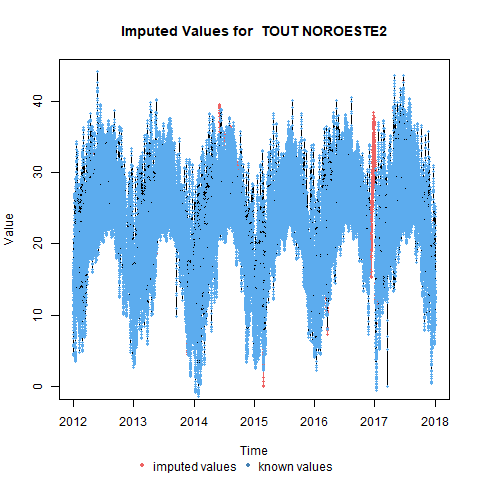 Imputed Values for TOUT NOROESTE2
Value
40
30
20
10
0
2012 2013 2014 2015 2016 2017 2018
Time
imputed values known values